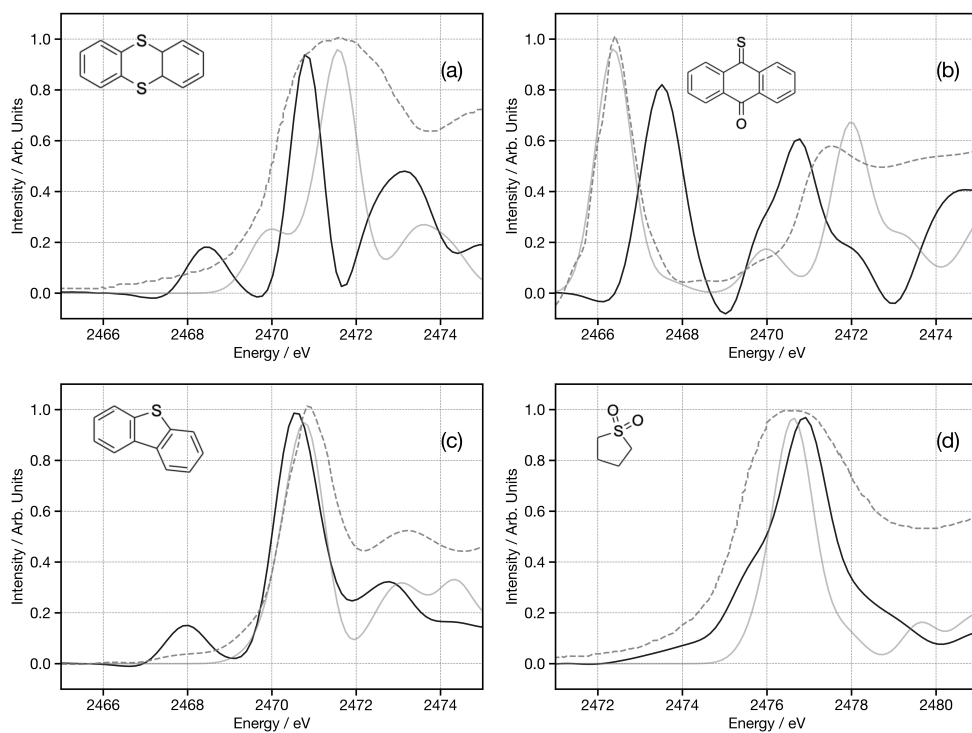 1.0
0.8
0.6
0.4
0.2
0.0
Intensity / Arb. Units
S
S
(a)
2466 2468 2470 2472 2474
Energy / eV
1.0
0.8
0.6
0.4
0.2
0.0
Intensity / Arb. Units
S
O
(b)
2466 2468 2470 2472 2474
Energy / eV
1.0
0.8
0.6
0.4
0.2
0.0
Intensity / Arb. Units
S
(c)
2466 2468 2470 2472 2474
Energy / eV
1.0
0.8
0.6
0.4
0.2
0.0
Intensity / Arb. Units
O
O
S
(d)
2472 2474 2476 2478 2480
Energy / eV